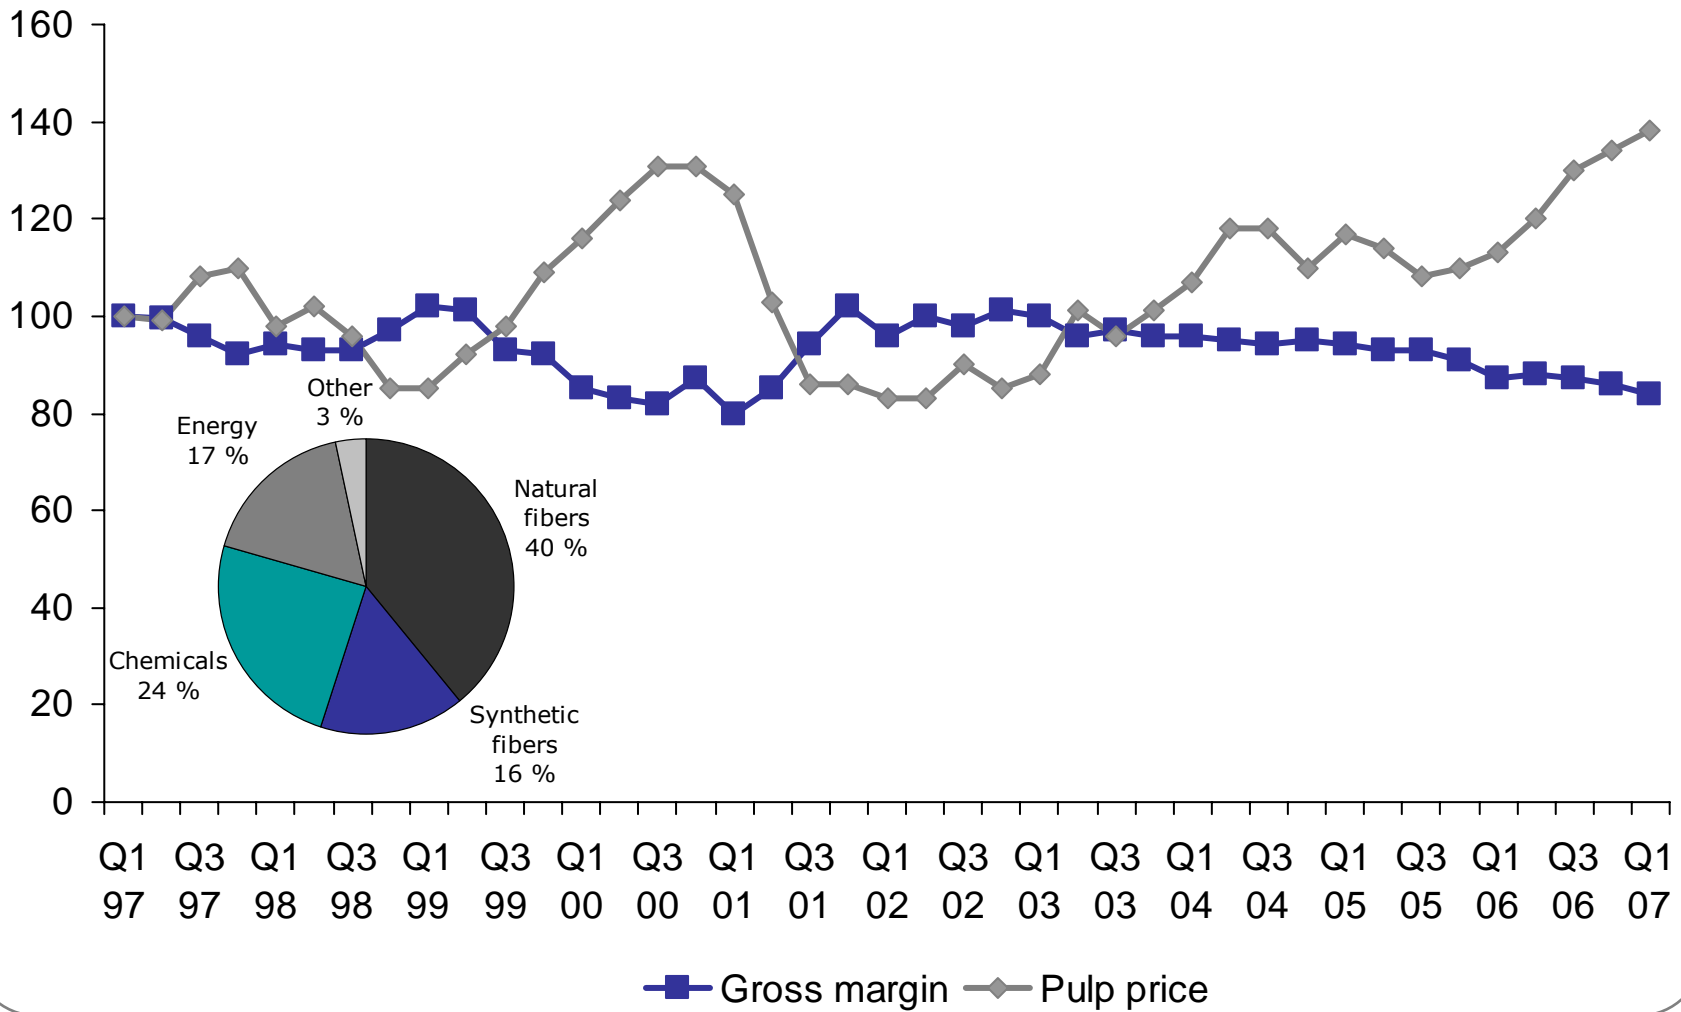 160
140
120
100
80
60
40
20
0
Other
3 %
Energy
17 %
Natural
fibers
40 %
Chemicals
24 %
Synthetic
fibers
16 %
Q1 Q3 Q1 Q3 Q1 Q3 Q1 Q3 Q1 Q3 Q1 Q3 Q1 Q3 Q1 Q3 Q1 Q3 Q1 Q3 Q1
97 97 98 98 99 99 00 00 01 01 02 02 03 03 04 04 05 05 06 06 07
Gross margin Pulp price